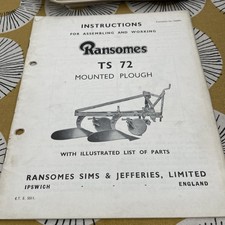 INSTRUCTIONS
FOR ASSEMBLING AND WORKING
Ransomes
TS 72
MOUNTED PLOUGH
WITH ILLUSTRATED LIST OF PARTS
RANSOMES SIMS & JEFFERIES, LIMITED
IPSWICH - - - ENGLAND